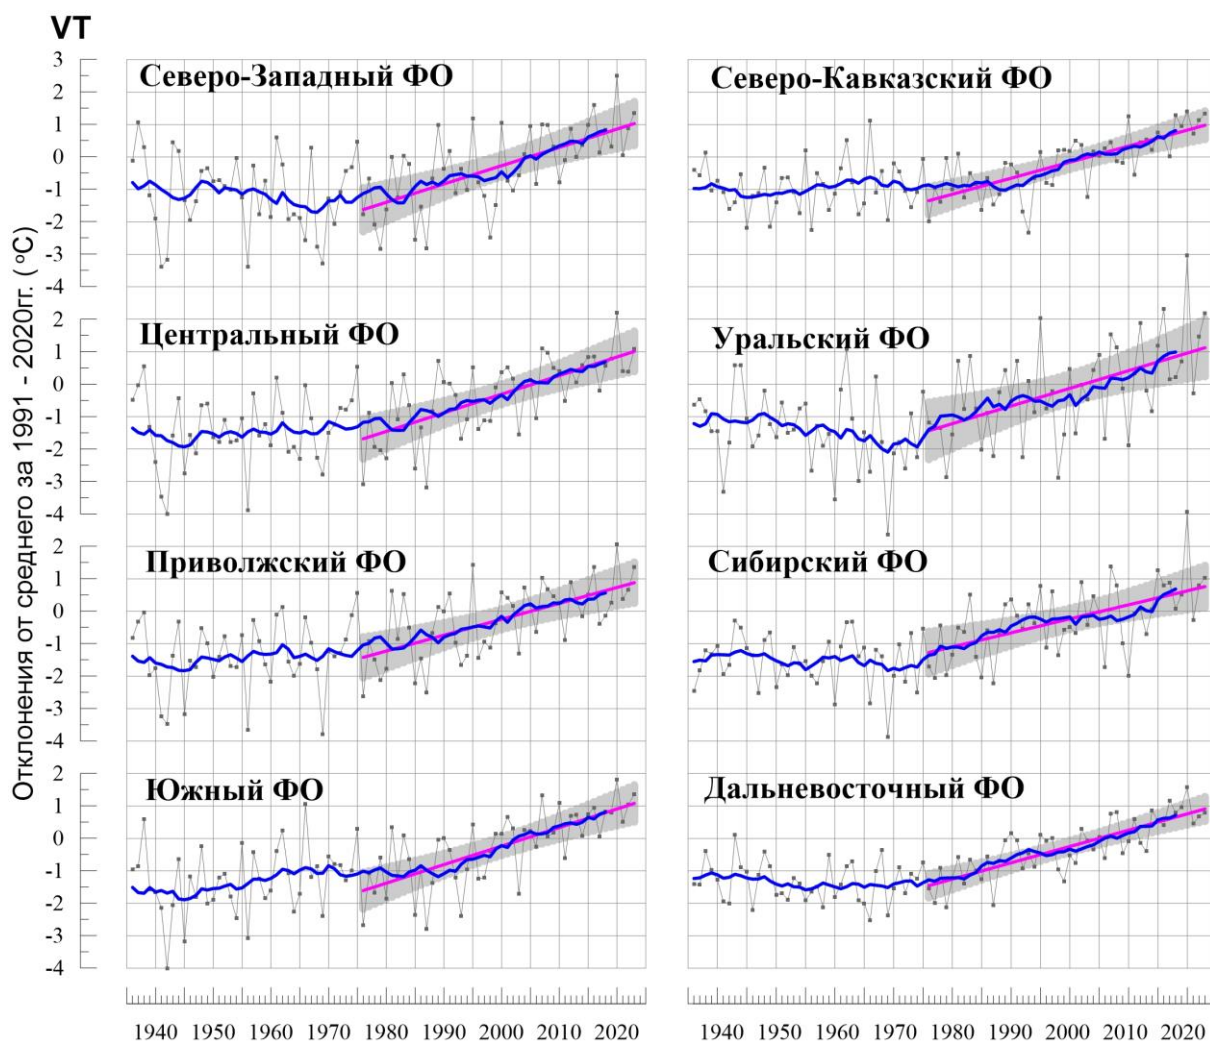 VT
Отклонения от среднего за 1991 - 2020гг. ( °C)
Северо-Западный ФО
Северо-Кавказский ФО
3
2
1
0
-1
-2
-3
-4
Центральный ФО
Уральский ФО
2
1
0
-1
-2
-3
-4
Приволжский ФО
Сибирский ФО
2
1
0
-1
-2
-3
-4
Южный ФО
Дальневосточный ФО
2
1
0
-1
-2
-3
-4
1940 1950 1960 1970 1980 1990 2000 2010 2020
1940 1950 1960 1970 1980 1990 2000 2010 2020